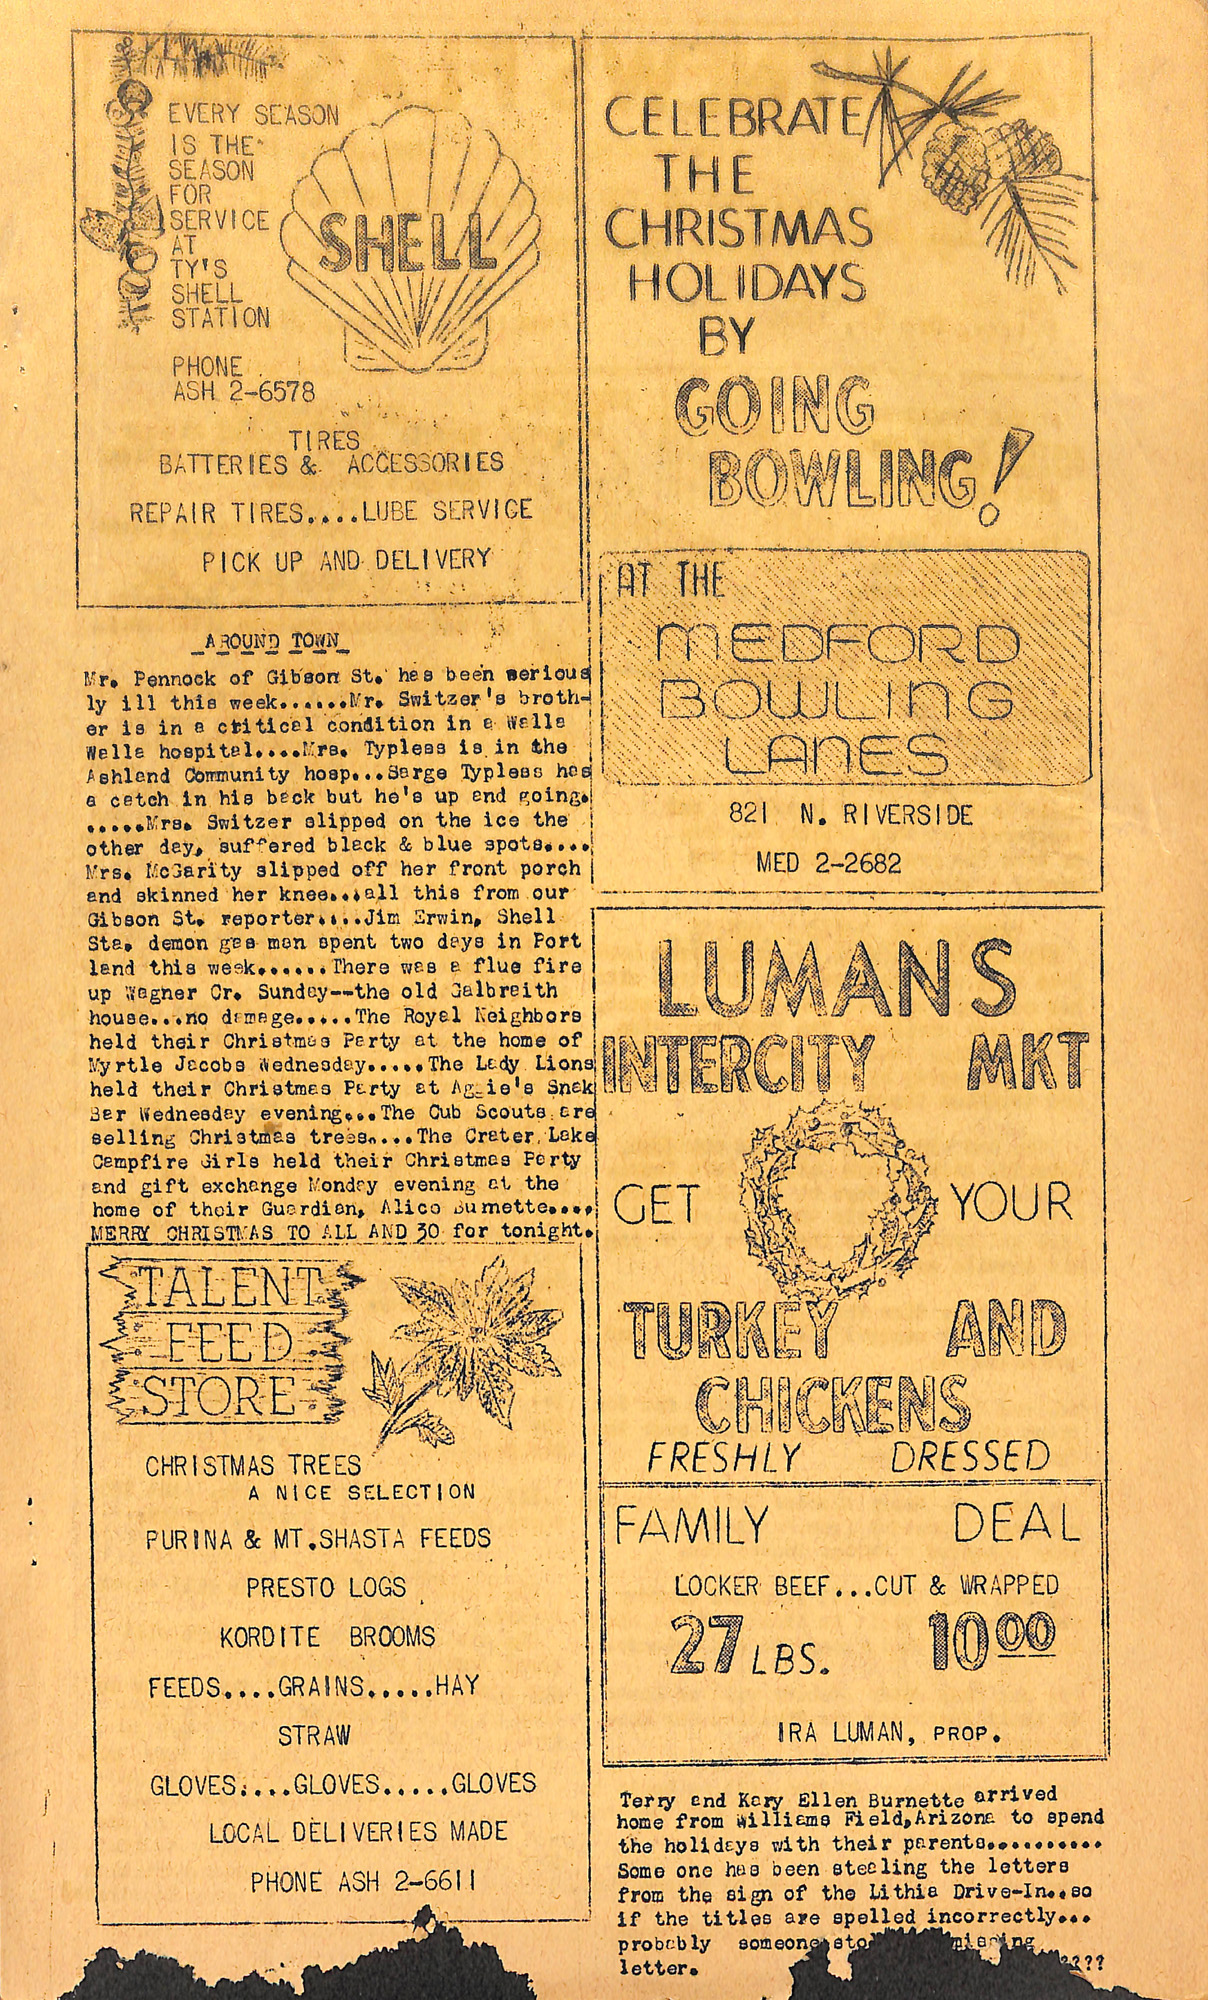 EVERY SEASON
IS THE
SEASON
FOR
SERVICE
AT
TY'S
SHELL
STATION
SHELL
PHONE
ASH 2-6578
TIRES
BATTERIES & ACCESSORIES
REPAIR TIRES....LUBE SERVICE
PICK UP AND DELIVERY
AROUND TOWN
Mr. Pennock of Gibson St. has been serious
ly ill this week.......Mr. Switzer's broth-
er is in a critical condition in a Walla
Walla hospital....Mrs. Typless is in the
Ashland Community hosp...Sarge Typless has
a catch in his back but he's up and going.
.....Mrs. Switzer slipped on the ice the
other day, suffered black & blue spots....
Mrs. McGarity slipped off her front porch
and skinned her knee...all this from our
Gibson St. reporter.....Jim Erwin, Shell
Sta. demon gas man spent two days in Port
land this week......There was a flue fire
up Wagner Cr. Sunday--the old Galbraith
house...no damage.....The Royal Neighbors
held their Christmas Party at the home of
Myrtle Jacobs Wednesday.....The Lady Lions
held their Christmas Party at Aggie's Snak
Bar Wednesday evening...The Cub Scouts are
selling Christmas trees....The Crater Lake
Campfire Girls held their Christmas Party
and gift exchange Monday evening at the
home of their Guardian, Alice Burnette....
MERRY CHRISTMAS TO ALL AND 30 for tonight.
TALENT
FEED
STORE
CHRISTMAS TREES
A NICE SELECTION
PURINA & MT.SHASTA FEEDS
PRESTO LOGS
KORDITE BROOMS
FEEDS....GRAINS.....HAY
STRAW
GLOVES....GLOVES.....GLOVES
LOCAL DELIVERIES MADE
PHONE ASH 2-6611
CELEBRATE
THE
CHRISTMAS
HOLIDAYS
BY
GOING
BOWLING!
AT THE
MEDFORD
BOWLING
LANES
821 N. RIVERSIDE
MED 2-2682
LUMANS
INTERCITY MKT
GET YOUR
TURKEY AND
CHICKENS
FRESHLY DRESSED
FAMILY DEAL
LOCKER BEEF...CUT & WRAPPED
27 LBS. 10 00
IRA LUMAN, PROP.
Terry and Kary Ellen Burnette arrived
home from Williams Field,Arizona to spend
the holidays with their parents..........
Some one has been stealing the letters
from the sign of the Lithia Drive-In...so
if the titles are spelled incorrectly...
probably someone missing
letter. ????